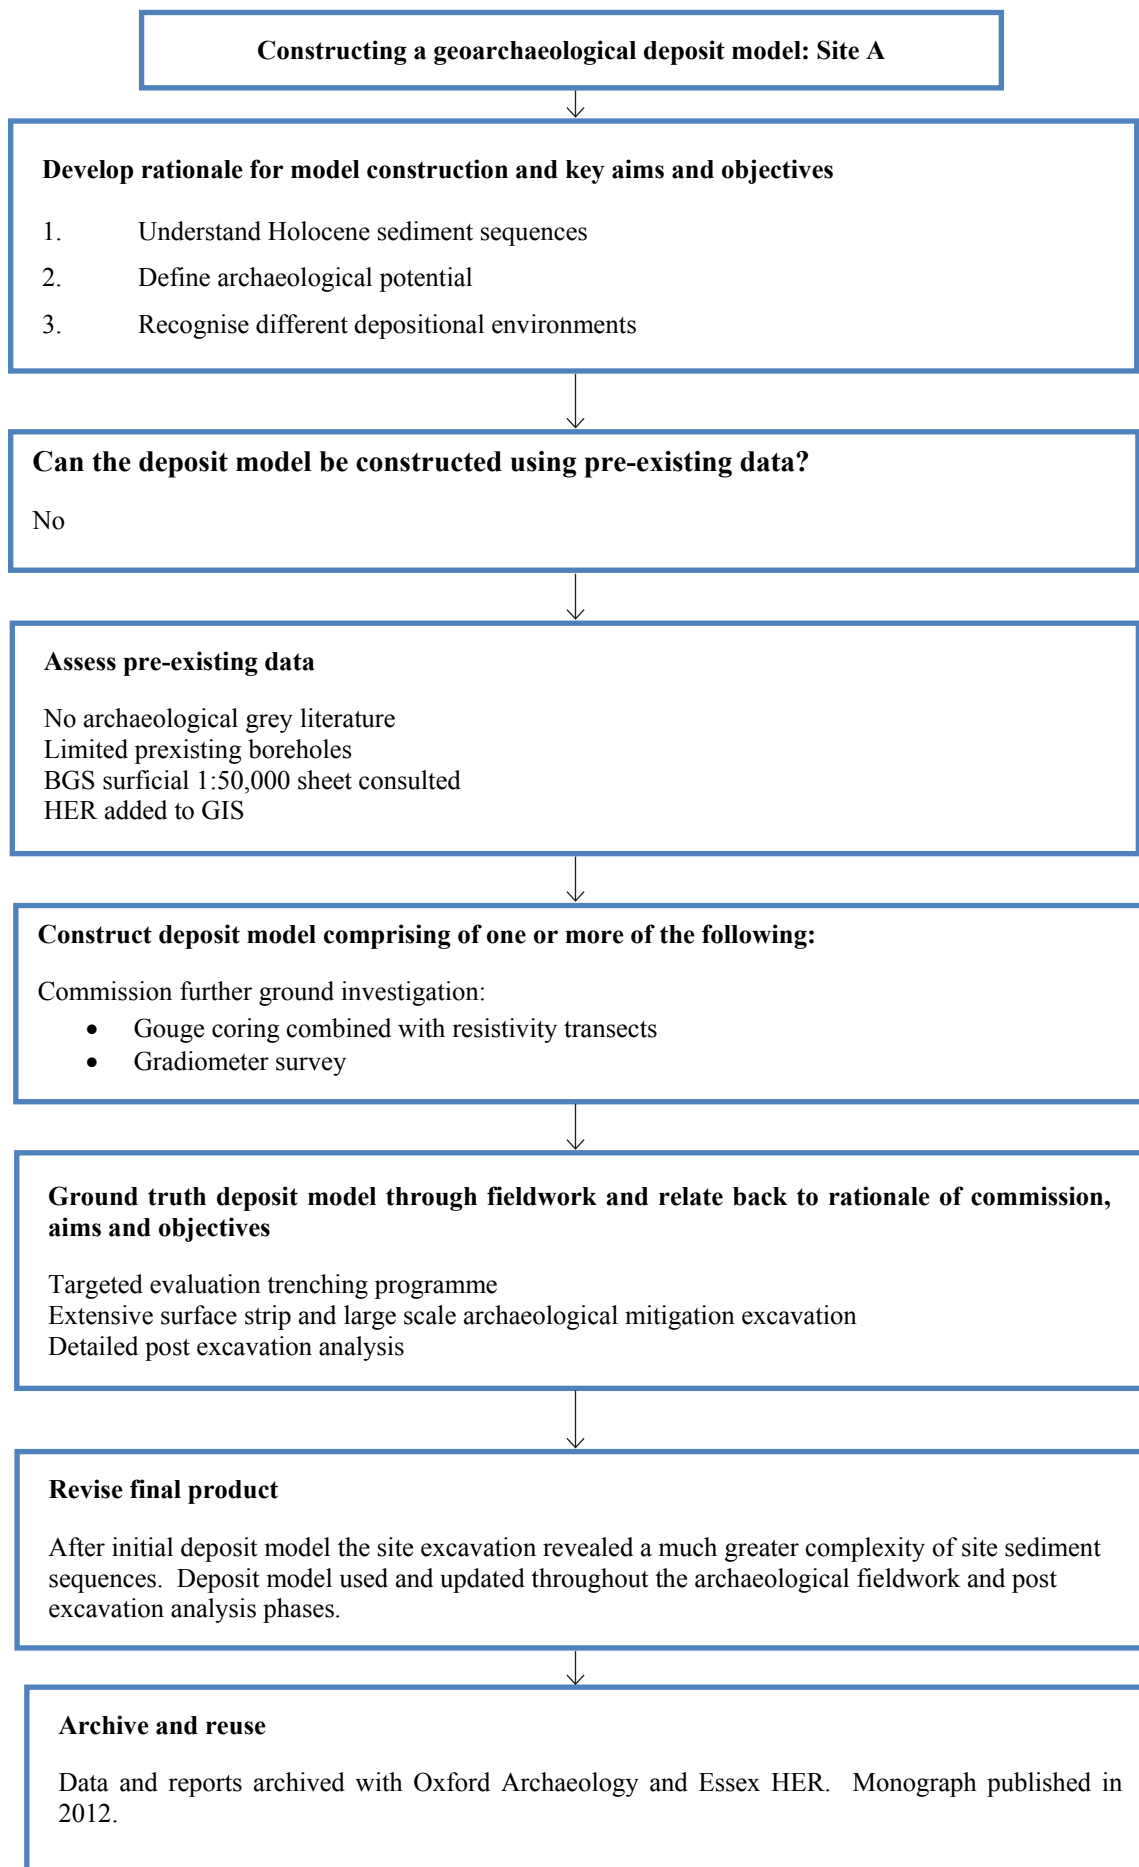 Constructing a geoarchaeological deposit model: Site A
Develop rationale for model construction and key aims and objectives
1. Understand Holocene sediment sequences
2. Define archaeological potential
3. Recognise different depositional environments
Can the deposit model be constructed using pre-existing data?
No
Assess pre-existing data
No archaeological grey literature
Limited prexisting boreholes
BGS surficial 1:50,000 sheet consulted
HER added to GIS
Construct deposit model comprising of one or more of the following:
Commission further ground investigation:
• Gouge coring combined with resistivity transects
• Gradiometer survey
Ground truth deposit model through fieldwork and relate back to rationale of commission,
aims and objectives
Targeted evaluation trenching programme
Extensive surface strip and large scale archaeological mitigation excavation
Detailed post excavation analysis
Revise final product
After initial deposit model the site excavation revealed a much greater complexity of site sediment
sequences. Deposit model used and updated throughout the archaeological fieldwork and post
excavation analysis phases.
Archive and reuse
Data and reports archived with Oxford Archaeology and Essex HER. Monograph published in
2012.